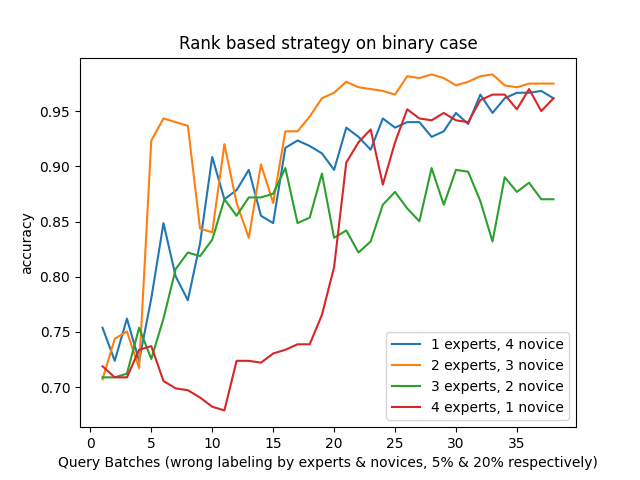 Rank based strategy on binary case
accuracy
0.95
0.90
0.85
0.80
0.75
0.70
1 experts, 4 novice
2 experts, 3 novice
3 experts, 2 novice
4 experts, 1 novice
0 5 10 15 20 25 30 35
Query Batches (wrong labeling by experts & novices, 5% & 20% respectively)